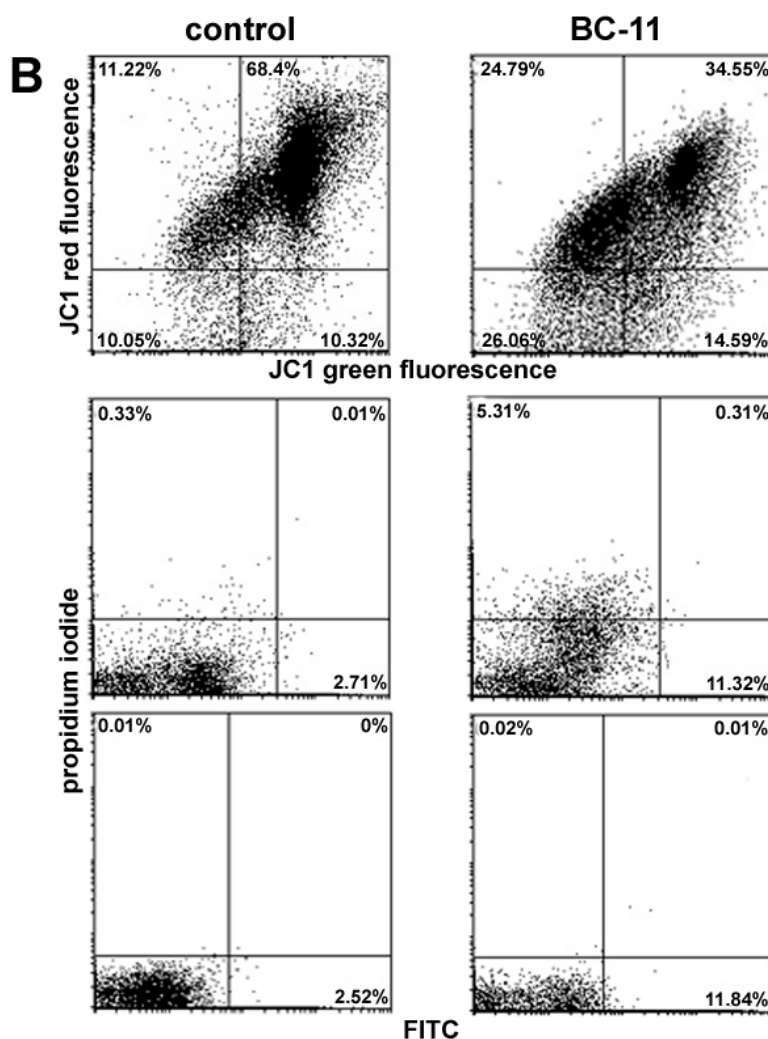 control BC-11
B
11.22% 68.4% 24.79% 34.55%
JC1 red fluorescence
10.05% 10.32% 26.06% 14.59%
JC1 green fluorescence
0.33% 0.01% 5.31% 0.31%
propidium iodide
2.71% 11.32%
0.01% 0% 0.02% 0.01%
2.52% 11.84%
FITC